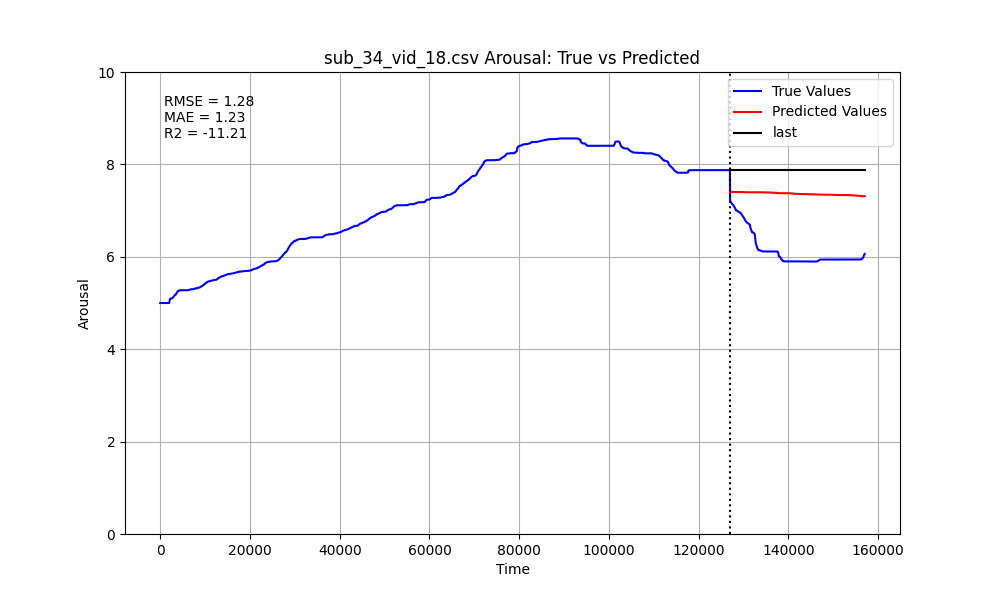 sub_34_vid_18.csv Arousal: True vs Predicted
RMSE = 1.28
MAE = 1.23
R2 = -11.21
True Values
Predicted Values
last
10
8
6
4
2
0
Arousal
0
20000
40000
60000
80000
100000
120000
140000
160000
Time